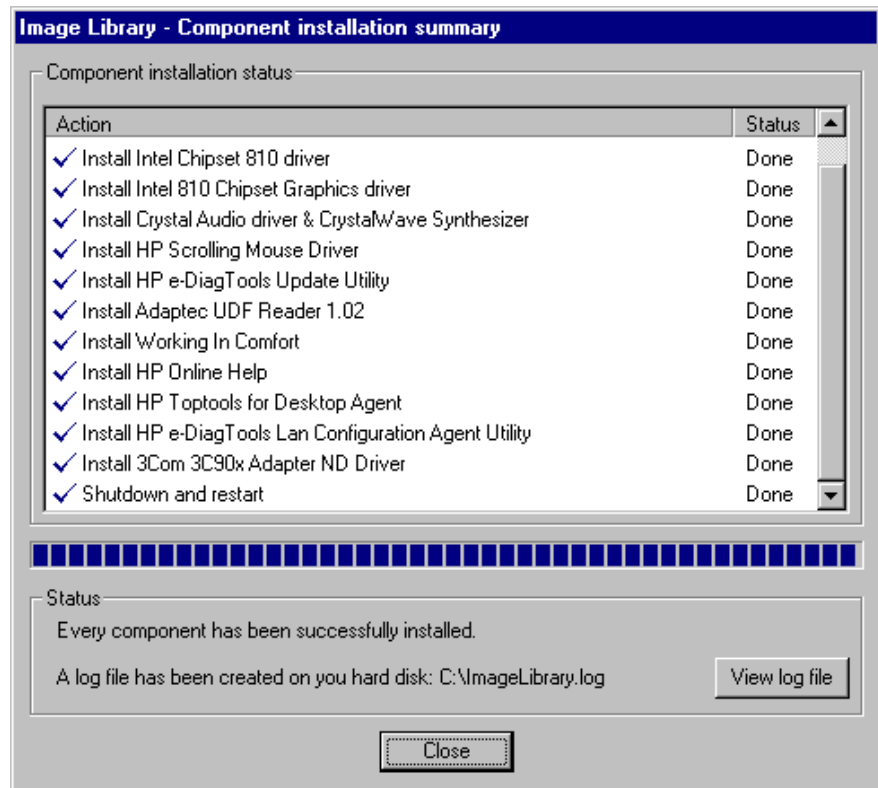 Image Library - Component installation summary
Component installation status
Action Status
Install Intel Chipset 810 driver Done
Install Intel 810 Chipset Graphics driver Done
Install Crystal Audio driver & CrystalWave Synthesizer Done
Install HP Scrolling Mouse Driver Done
Install HP e-DiagTools Update Utility Done
Install Adaptec UDF Reader 1.02 Done
Install Working In Comfort Done
Install HP Online Help Done
Install HP Toptools for Desktop Agent Done
Install HP e-DiagTools Lan Configuration Agent Utility Done
Install 3Com 3C90x Adapter ND Driver Done
Shutdown and restart Done
Status
Every component has been successfully installed.
A log file has been created on you hard disk: C:\ImageLibrary.log View log file
Close